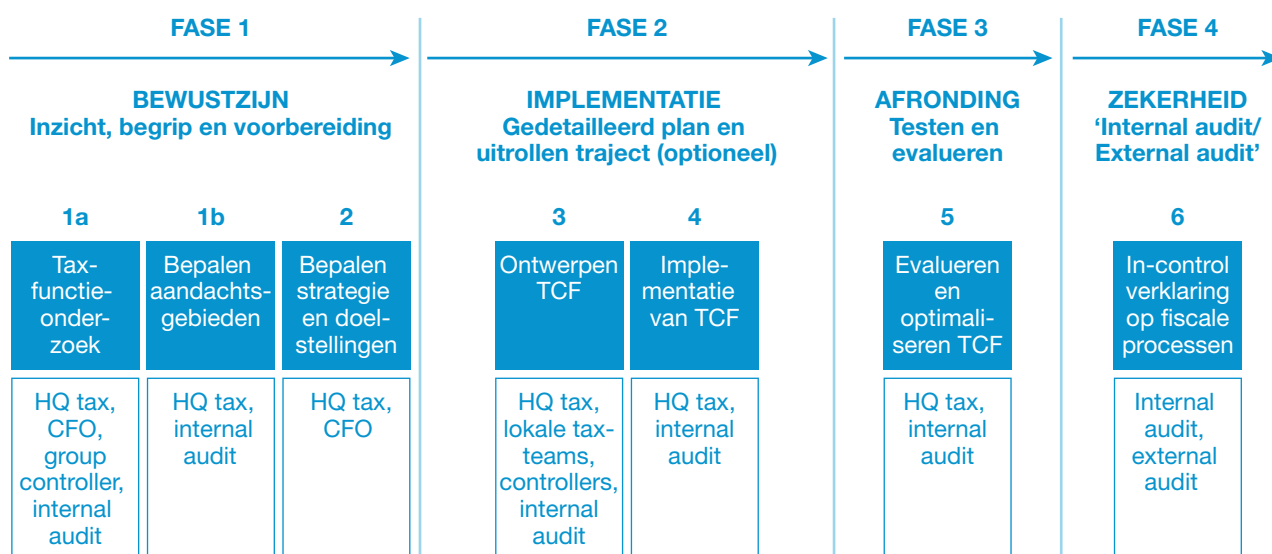 FASE 1
FASE 2
FASE 3
FASE 4
BEWUSTZIJN
Inzicht, begrip en voorbereiding
IMPLEMENTATIE
Gedetailleerd plan en
uitrollen traject (optioneel)
AFRONDING
Testen en
evalueren
ZEKERHEID
‘Internal audit/
External audit’
1a
1b
2
3
4
5
6
Tax-
functie-
onder-
zoek
Bepalen
aandachts-
gebieden
Bepalen
strategie
en doel-
stellingen
Ontwerpen
TCF
Imple-
mentatie
van TCF
Evalueren
en
optimali-
seren TCF
In-control
verklaring
op fiscale
processen
HQ tax,
CFO,
group
controller,
internal
audit
HQ tax,
internal
audit
HQ tax,
CFO
HQ tax,
lokale tax-
teams,
controllers,
internal
audit
HQ tax,
internal
audit
HQ tax,
internal
audit
Internal
audit,
external
audit